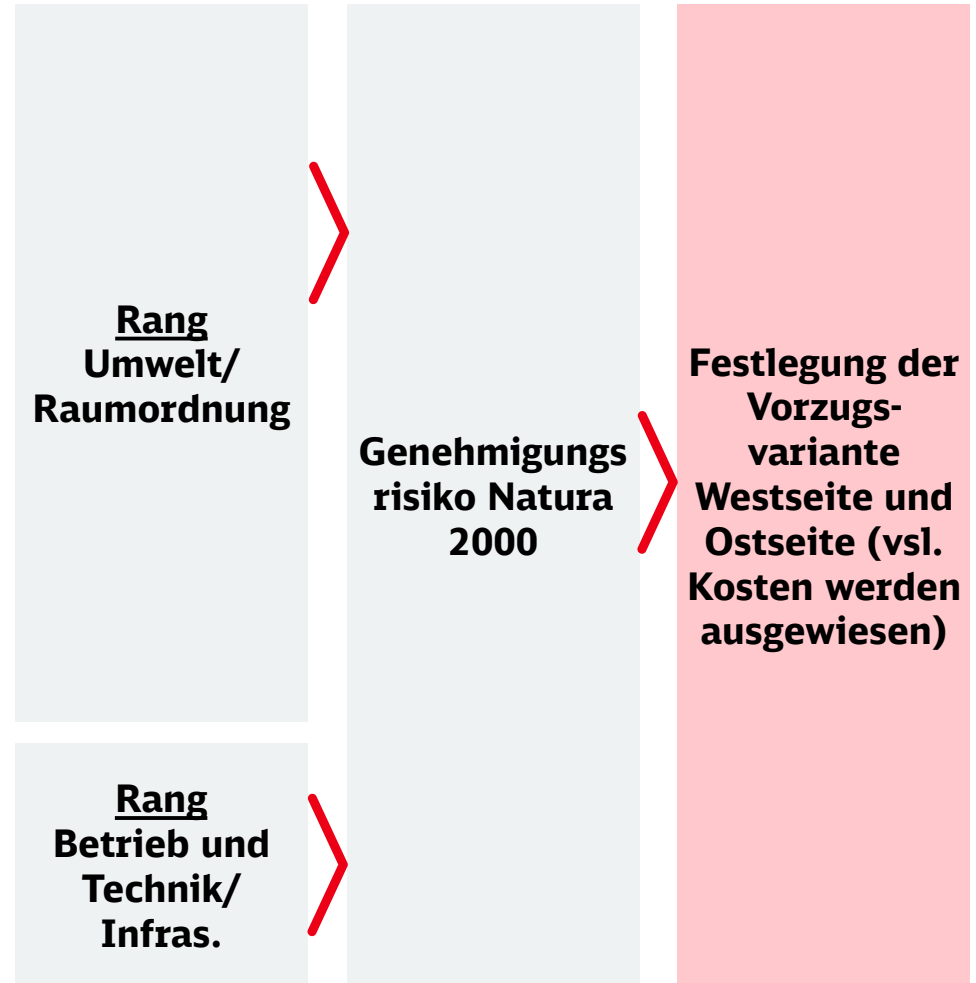 Rang
Umwelt/
Raumordnung
Rang
Betrieb und
Technik/
Infras.
Genehmigungs
risiko Natura
2000
Festlegung der
Vorzugs-
variante
Westseite und
Ostseite (vsl.
Kosten werden
ausgewiesen)